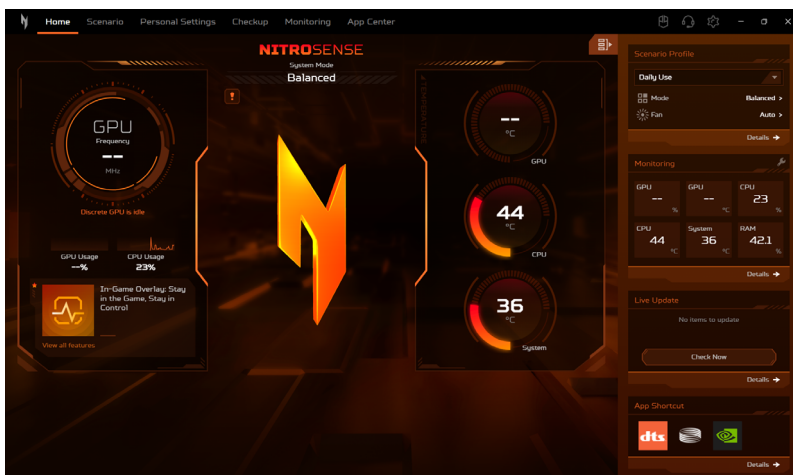 Home Scenario Personal Settings Checkup Monitoring App Center
NITROSENSE
System Mode
Balanced
GPU
Frequency
--
MHz
Discrete GPU is idle
GPU Usage
--%
CPU Usage
23%
In-Game Overlay: Stay
in the Game, Stay in
Control
View all features
TEMPERATURE
--
°C
GPU
44
°C
CPU
36
°C
System
Scenario Profile
Daily Use
Mode Balanced >
Fan Auto >
Details →
Monitoring
GPU
--
%
GPU
--
°C
CPU
23
%
CPU
44
°C
System
36
°C
RAM
42.1
%
Details →
Live Update
No items to update
Check Now
Details →
App Shortcut
dts
Details →